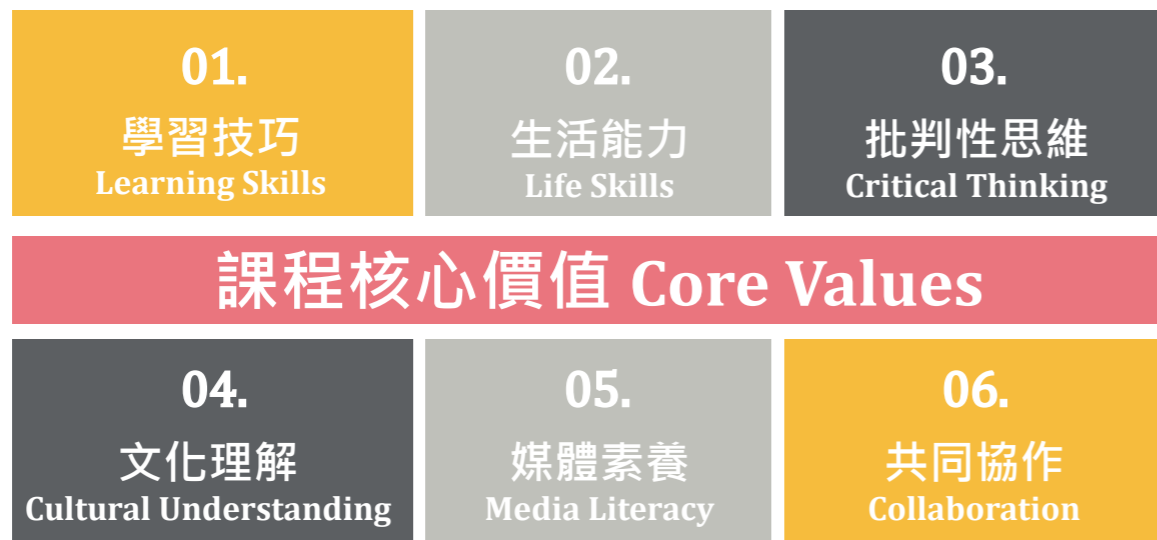 01.
學習技巧
Learning Skills
02.
生活能力
Life Skills
03.
批判性思維
Critical Thinking
課程核心價值 Core Values
04.
文化理解
Cultural Understanding
05.
媒體素養
Media Literacy
06.
共同協作
Collaboration